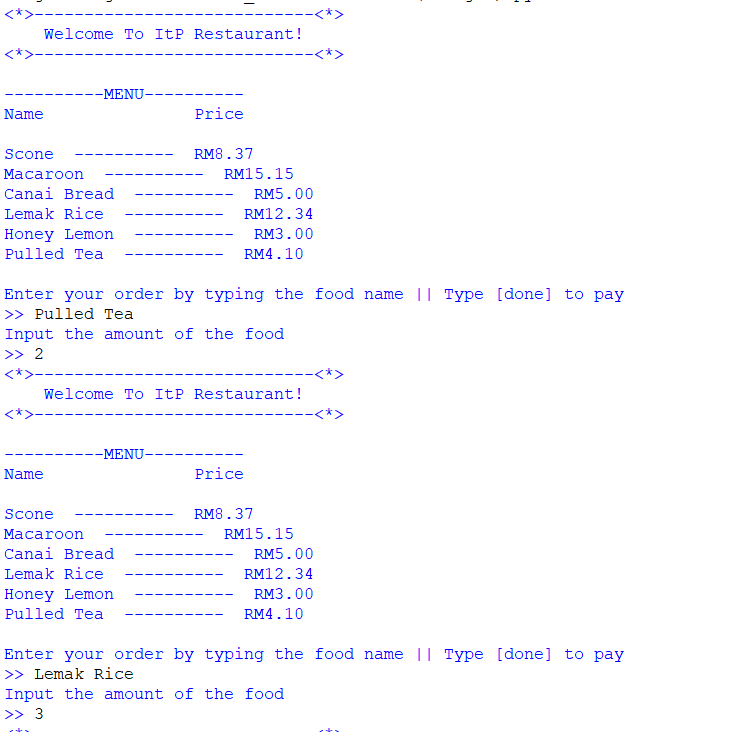 <*>----------------------------<*>
    Welcome To ItP Restaurant!
<*>----------------------------<*>
----------MENU----------
Name               Price
Scone  ----------  RM8.37
Macaroon  ----------  RM15.15
Canai Bread  ----------  RM5.00
Lemak Rice  ----------  RM12.34
Honey Lemon  ----------  RM3.00
Pulled Tea  ----------  RM4.10
Enter your order by typing the food name || Type [done] to pay
>> Pulled Tea
Input the amount of the food
>> 2
<*>----------------------------<*>
    Welcome To ItP Restaurant!
<*>----------------------------<*>
----------MENU----------
Name               Price
Scone  ----------  RM8.37
Macaroon  ----------  RM15.15
Canai Bread  ----------  RM5.00
Lemak Rice  ----------  RM12.34
Honey Lemon  ----------  RM3.00
Pulled Tea  ----------  RM4.10
Enter your order by typing the food name || Type [done] to pay
>> Lemak Rice
Input the amount of the food
>> 3